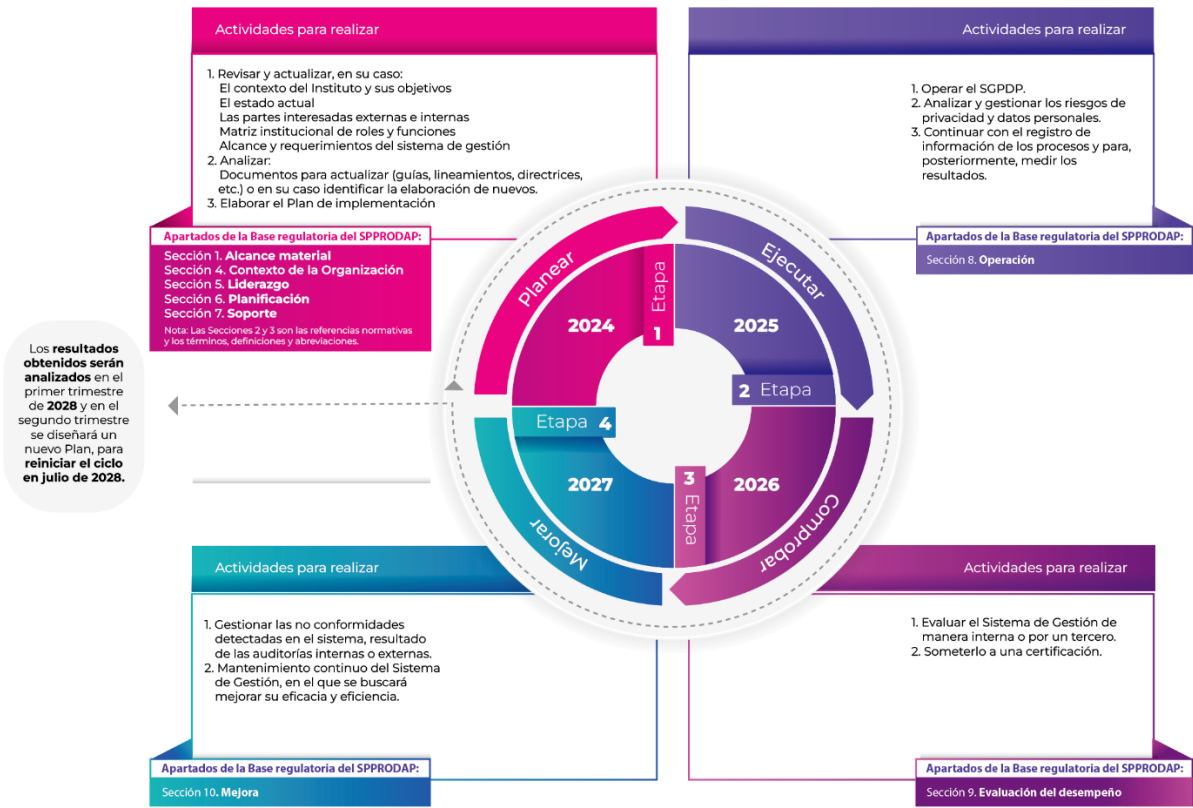 Actividades para realizar
1. Revisar y actualizar, en su caso:
El contexto del Instituto y sus objetivos
El estado actual
Las partes interesadas externas e internas
Matriz institucional de roles y funciones
Alcance y requerimientos del sistema de gestión
2. Analizar:
Documentos para actualizar (guías, lineamientos, directrices,
etc.) o en su caso identificar la elaboración de nuevos.
3. Elaborar el Plan de implementación
Apartados de la Base regulatoria del SPPRODAP:
Sección 1. Alcance material
Sección 4. Contexto de la Organización
Sección 5. Liderazgo
Sección 6. Planificación
Sección 7. Soporte
Nota: Las Secciones 2 y 3 son las referencias normativas
y los términos, definiciones y abreviaciones.
Actividades para realizar
1. Operar el SGPDP.
2. Analizar y gestionar los riesgos de
privacidad y datos personales.
3. Continuar con el registro de
información de los procesos y para,
posteriormente, medir los
resultados.
Apartados de la Base regulatoria del SPPRODAP:
Sección 8. Operación
Planear
2024
Etapa 1
Ejecutar
2025
2 Etapa
Comprobar
2026
3 Etapa
Mejorar
2027
Etapa 4
Los resultados
obtenidos serán
analizados en el
primer trimestre
de 2028 y en el
segundo trimestre
se diseñará un
nuevo Plan, para
reiniciar el ciclo
en julio de 2028.
Actividades para realizar
1. Gestionar las no conformidades
detectadas en el sistema, resultado
de las auditorías internas o externas.
2. Mantenimiento continuo del Sistema
de Gestión, en el que se buscará
mejorar su eficacia y eficiencia.
Apartados de la Base regulatoria del SPPRODAP:
Sección 10. Mejora
Actividades para realizar
1. Evaluar el Sistema de Gestión de
manera interna o por un tercero.
2. Someterlo a una certificación.
Apartados de la Base regulatoria del SPPRODAP:
Sección 9. Evaluación del desempeño